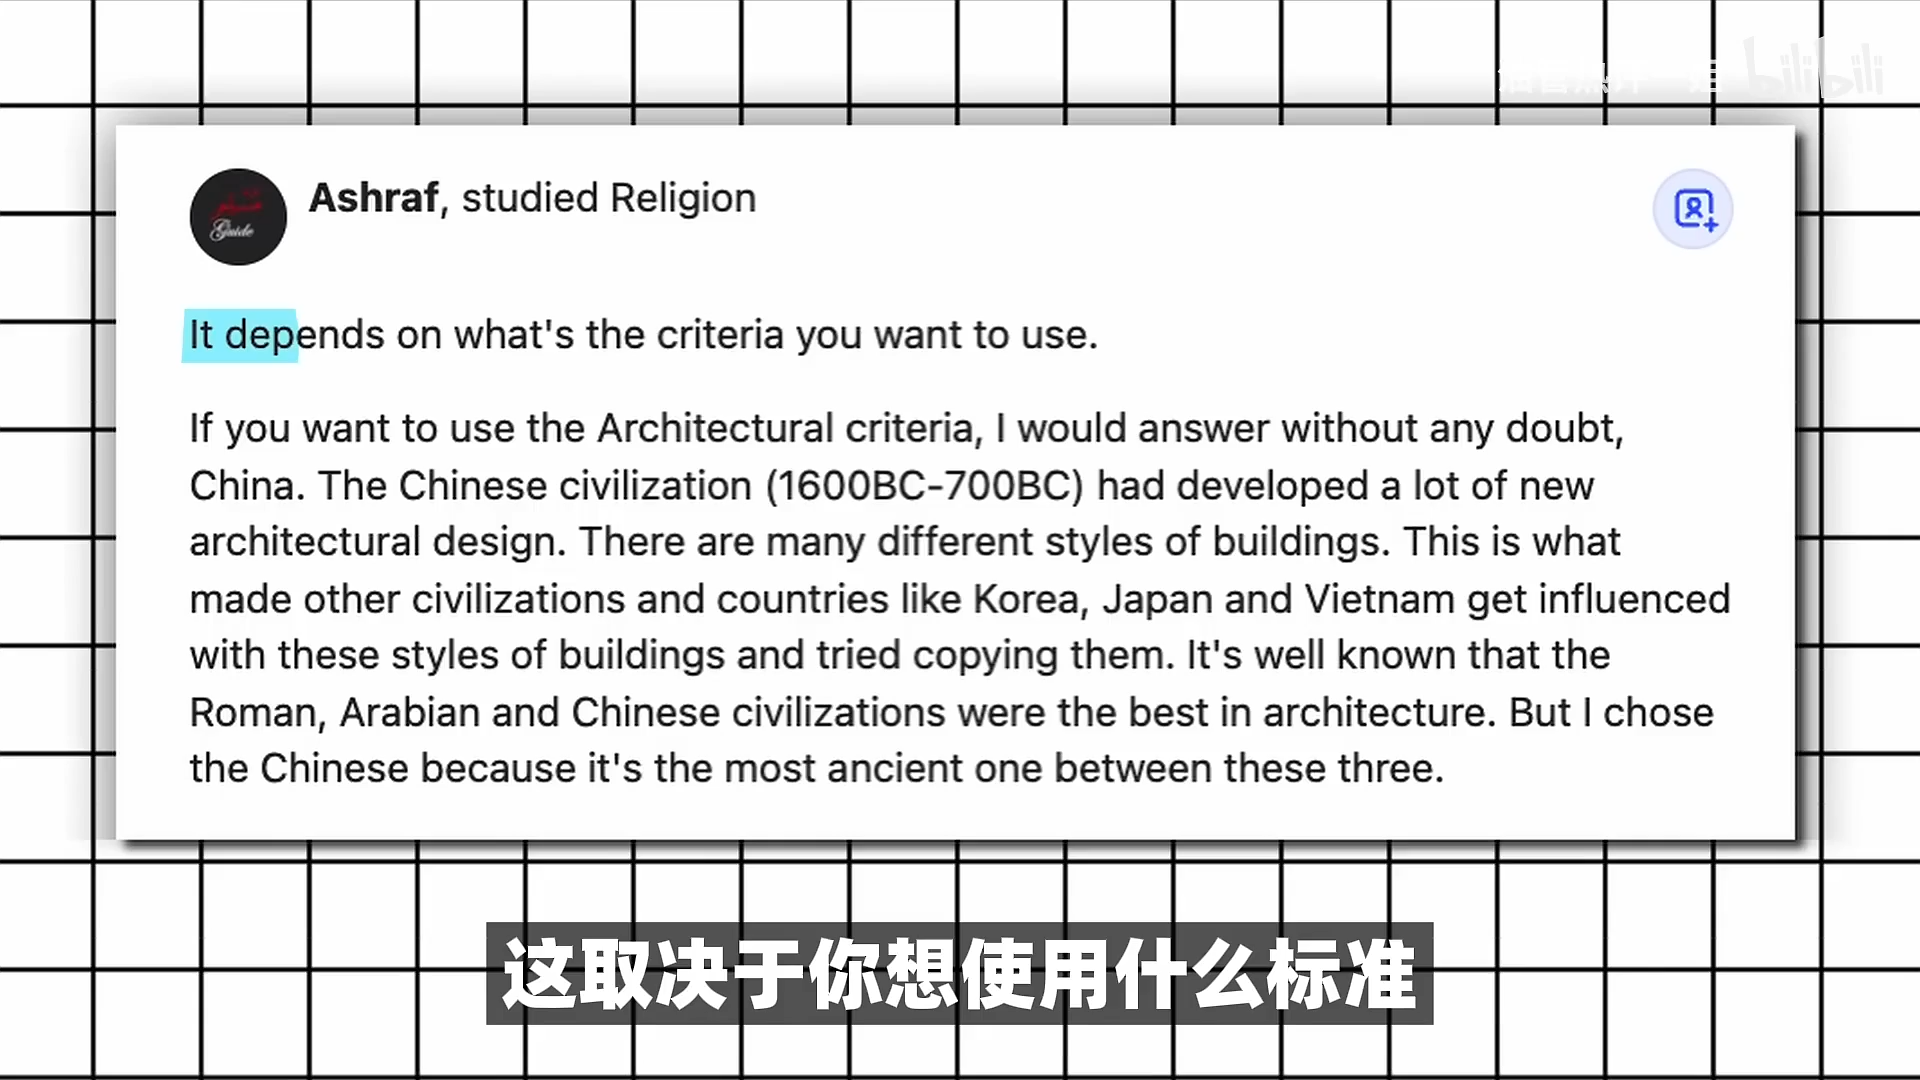 bilibili
Guide
Ashraf, studied Religion
It depends on what's the criteria you want to use.
If you want to use the Architectural criteria, I would answer without any doubt,
China. The Chinese civilization (1600BC-700BC) had developed a lot of new
architectural design. There are many different styles of buildings. This is what
made other civilizations and countries like Korea, Japan and Vietnam get influenced
with these styles of buildings and tried copying them. It's well known that the
Roman, Arabian and Chinese civilizations were the best in architecture. But I chose
the Chinese because it's the most ancient one between these three.
这取决于你想使用什么标准